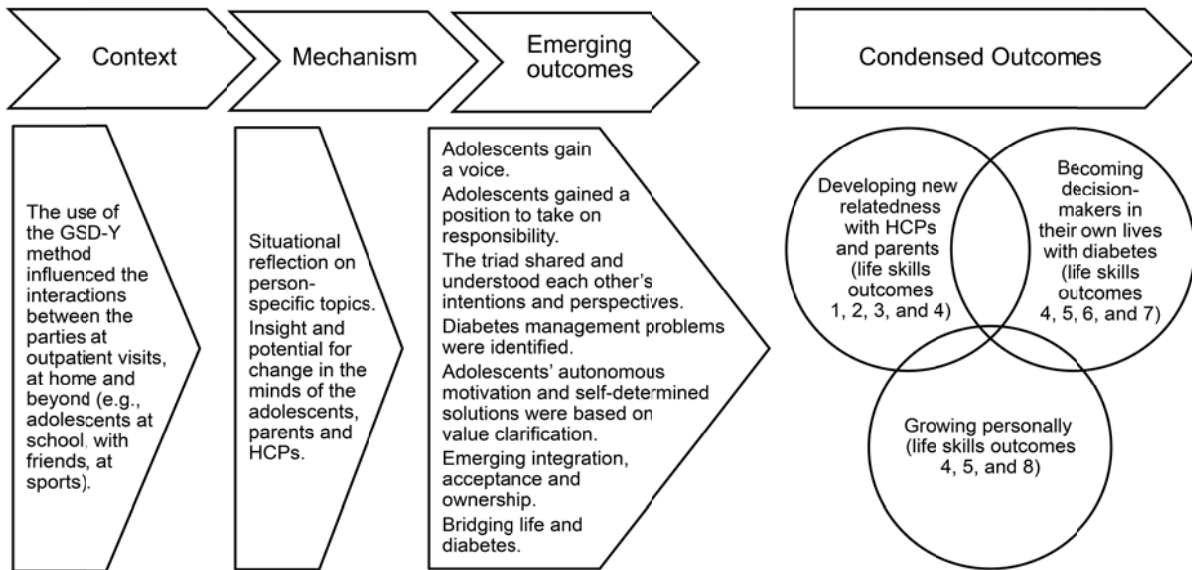 Context
Mechanism
Emerging
outcomes
Condensed Outcomes
The use of
the GSD-Y
method
influenced the
interactions
between the
parties at
outpatient visits,
at home and
beyond (e.g.,
adolescents at
school, with
friends, at
sports).
Situational
reflection on
person-
specific topics.
Insight and
potential for
change in the
minds of the
adolescents,
parents and
HCPs.
Adolescents gain
a voice.
Adolescents gained a
position to take on
responsibility.
The triad shared and
understood each other's
intentions and perspectives.
Diabetes management problems
were identified.
Adolescents' autonomous
motivation and self-determined
solutions were based on
value clarification.
Emerging integration,
acceptance and
ownership.
Bridging life and
diabetes.
Developing new
relatedness
with HCPs
and parents
(life skills
outcomes
1, 2, 3, and 4)
Becoming
decision-
makers in
their own lives
with diabetes
(life skills
outcomes
4, 5, 6, and 7)
Growing personally
(life skills outcomes
4, 5, and 8)